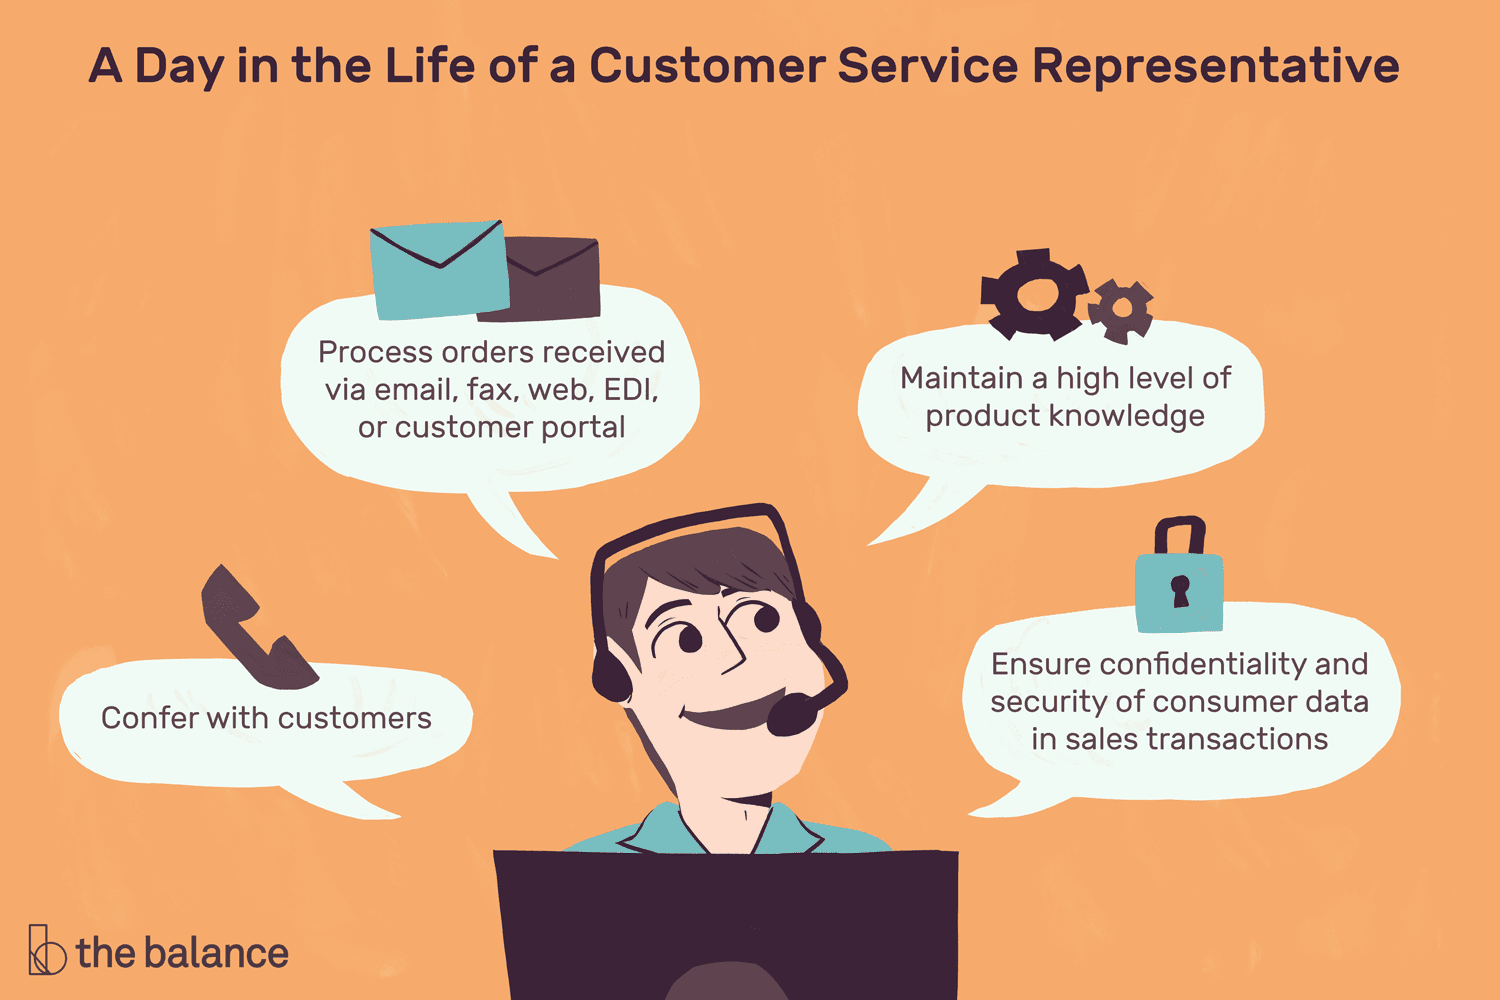 A Day in the Life of a Customer Service Representative
Process orders received
via email, fax, web, EDI,
or customer portal
Maintain a high level of
product knowledge
Confer with customers
Ensure confidentiality and
security of consumer data
in sales transactions
the balance